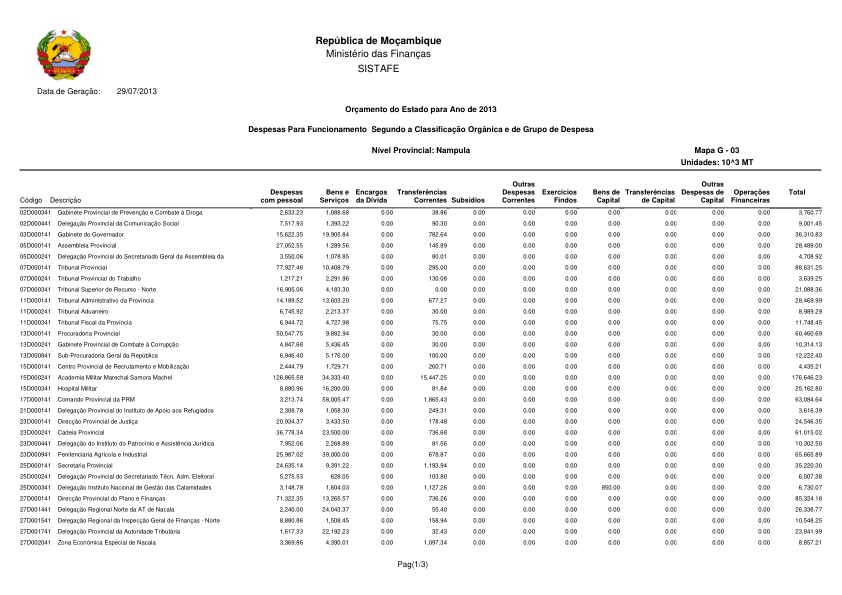 República de Moçambique
Ministério das Finanças
SISTAFE
Data de Geração: 29/07/2013
Orçamento do Estado para Ano de 2013
Despesas Para Funcionamento Segundo a Classificação Orgânica e de Grupo de Despesa
Nível Provincial: Nampula Mapa G - 03
Unidades: 10^3 MT
Código Descrição Despesas com pessoal Bens e Serviços Encargos da Dívida Transferências Correntes Subsídios Outras Despesas Correntes Exercícios Findos Bens de Capital Transferências de Capital Outras Despesas de Capital Operações Financeiras Total
02D000341 Gabinete Provincial de Prevenção e Combate à Droga 2,633.23 1,088.68 0.00 38.86 0.00 0.00 0.00 0.00 0.00 0.00 0.00 3,760.77
02D000441 Delegação Provincial da Comunicação Social 7,517.93 1,393.22 0.00 90.30 0.00 0.00 0.00 0.00 0.00 0.00 0.00 9,001.45
03D000141 Gabinete do Governador 15,622.35 19,905.84 0.00 782.64 0.00 0.00 0.00 0.00 0.00 0.00 0.00 36,310.83
05D000141 Assembleia Provincial 27,052.55 1,289.56 0.00 145.89 0.00 0.00 0.00 0.00 0.00 0.00 0.00 28,488.00
05D000241 Delegação Provincial do Secretariado Geral da Assembleia da 3,550.06 1,078.85 0.00 80.01 0.00 0.00 0.00 0.00 0.00 0.00 0.00 4,708.92
07D000141 Tribunal Provincial 77,927.46 10,408.79 0.00 295.00 0.00 0.00 0.00 0.00 0.00 0.00 0.00 88,631.25
07D000241 Tribunal Provincial do Trabalho 1,217.21 2,291.96 0.00 130.08 0.00 0.00 0.00 0.00 0.00 0.00 0.00 3,639.25
07D000341 Tribunal Superior de Recurso - Norte 16,905.06 4,183.30 0.00 0.00 0.00 0.00 0.00 0.00 0.00 0.00 0.00 21,088.36
11D000141 Tribunal Administrativo da Província 14,189.52 13,603.20 0.00 677.27 0.00 0.00 0.00 0.00 0.00 0.00 0.00 28,469.99
11D000241 Tribunal Aduaneiro 6,745.92 2,213.37 0.00 30.00 0.00 0.00 0.00 0.00 0.00 0.00 0.00 8,989.29
11D000341 Tribunal Fiscal da Província 6,944.72 4,727.98 0.00 75.75 0.00 0.00 0.00 0.00 0.00 0.00 0.00 11,748.45
13D000141 Procuradoria Provincial 50,547.75 9,882.94 0.00 30.00 0.00 0.00 0.00 0.00 0.00 0.00 0.00 60,460.69
13D000241 Gabinete Provincial de Combate à Corrupção 4,847.68 5,436.45 0.00 30.00 0.00 0.00 0.00 0.00 0.00 0.00 0.00 10,314.13
13D000841 Sub-Procuradoria Geral da República 6,946.40 5,176.00 0.00 100.00 0.00 0.00 0.00 0.00 0.00 0.00 0.00 12,222.40
15D000141 Centro Provincial de Recrutamento e Mobilização 2,444.79 1,729.71 0.00 260.71 0.00 0.00 0.00 0.00 0.00 0.00 0.00 4,435.21
15D000241 Academia Militar Marechal Samora Machel 126,865.58 34,333.40 0.00 15,447.25 0.00 0.00 0.00 0.00 0.00 0.00 0.00 176,646.23
15D000341 Hospital Militar 8,880.96 16,200.00 0.00 81.84 0.00 0.00 0.00 0.00 0.00 0.00 0.00 25,162.80
17D000141 Comando Provincial da PRM 3,213.74 58,005.47 0.00 1,865.43 0.00 0.00 0.00 0.00 0.00 0.00 0.00 63,084.64
21D000141 Delegação Provincial do Instituto de Apoio aos Refugiados 2,308.78 1,058.30 0.00 249.31 0.00 0.00 0.00 0.00 0.00 0.00 0.00 3,616.39
23D000141 Direcção Provincial de Justiça 20,934.37 3,433.50 0.00 178.48 0.00 0.00 0.00 0.00 0.00 0.00 0.00 24,546.35
23D000241 Cadeia Provincial 36,778.34 23,500.00 0.00 736.68 0.00 0.00 0.00 0.00 0.00 0.00 0.00 61,015.02
23D000441 Delegação do Instituto do Patrocínio e Assistência Jurídica 7,952.06 2,268.88 0.00 81.56 0.00 0.00 0.00 0.00 0.00 0.00 0.00 10,302.50
23D000941 Penitenciaria Agrícola e Industrial 25,987.02 39,000.00 0.00 678.87 0.00 0.00 0.00 0.00 0.00 0.00 0.00 65,665.89
25D000141 Secretaria Provincial 24,635.14 9,391.22 0.00 1,193.94 0.00 0.00 0.00 0.00 0.00 0.00 0.00 35,220.30
25D000241 Delegação Provincial do Secretariado Técn. Adm. Eleitoral 5,275.53 628.05 0.00 103.80 0.00 0.00 0.00 0.00 0.00 0.00 0.00 6,007.38
25D000341 Delegação Instituto Nacional de Gestão das Calamidades 3,148.78 1,604.03 0.00 1,127.26 0.00 0.00 0.00 850.00 0.00 0.00 0.00 6,730.07
27D000141 Direcção Provincial do Plano e Finanças 71,322.35 13,265.57 0.00 736.26 0.00 0.00 0.00 0.00 0.00 0.00 0.00 85,324.18
27D001441 Delegação Regional Norte da AT de Nacala 2,240.00 24,043.37 0.00 55.40 0.00 0.00 0.00 0.00 0.00 0.00 0.00 26,338.77
27D001541 Delegação Regional da Inspecção Geral de Finanças - Norte 8,880.86 1,508.45 0.00 158.94 0.00 0.00 0.00 0.00 0.00 0.00 0.00 10,548.25
27D001741 Delegação Provincial da Autoridade Tributária 1,617.33 22,192.23 0.00 32.43 0.00 0.00 0.00 0.00 0.00 0.00 0.00 23,841.99
27D002041 Zona Económica Especial de Nacala 3,369.86 4,390.01 0.00 1,097.34 0.00 0.00 0.00 0.00 0.00 0.00 0.00 8,857.21
Pag(1/3)